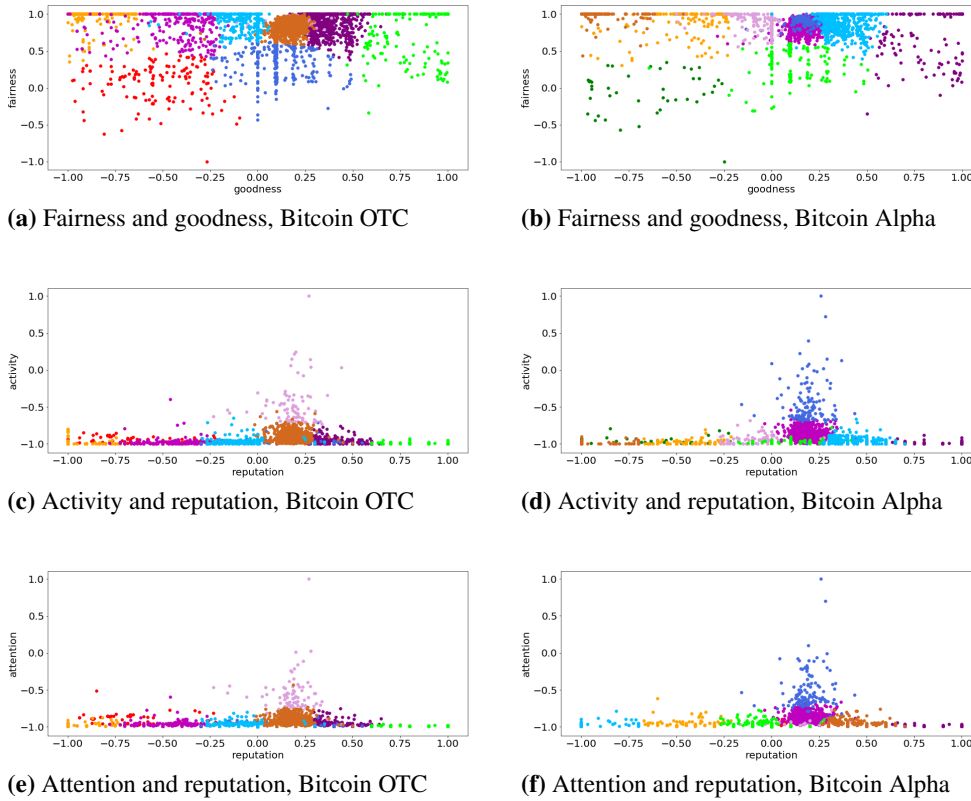 1.0
0.5
0.0
−0.5
−1.0
fairness
−1.00 −0.75 −0.50 −0.25 0.00 0.25 0.50 0.75 1.00
goodness
(a) Fairness and goodness, Bitcoin OTC
1.0
0.5
0.0
−0.5
−1.0
fairness
−1.00 −0.75 −0.50 −0.25 0.00 0.25 0.50 0.75 1.00
goodness
(b) Fairness and goodness, Bitcoin Alpha
1.0
0.5
0.0
−0.5
−1.0
activity
−1.00 −0.75 −0.50 −0.25 0.00 0.25 0.50 0.75 1.00
reputation
(c) Activity and reputation, Bitcoin OTC
1.0
0.5
0.0
−0.5
−1.0
activity
−1.00 −0.75 −0.50 −0.25 0.00 0.25 0.50 0.75 1.00
reputation
(d) Activity and reputation, Bitcoin Alpha
1.0
0.5
0.0
−0.5
−1.0
attention
−1.00 −0.75 −0.50 −0.25 0.00 0.25 0.50 0.75 1.00
reputation
(e) Attention and reputation, Bitcoin OTC
1.0
0.5
0.0
−0.5
−1.0
attention
−1.00 −0.75 −0.50 −0.25 0.00 0.25 0.50 0.75 1.00
reputation
(f) Attention and reputation, Bitcoin Alpha